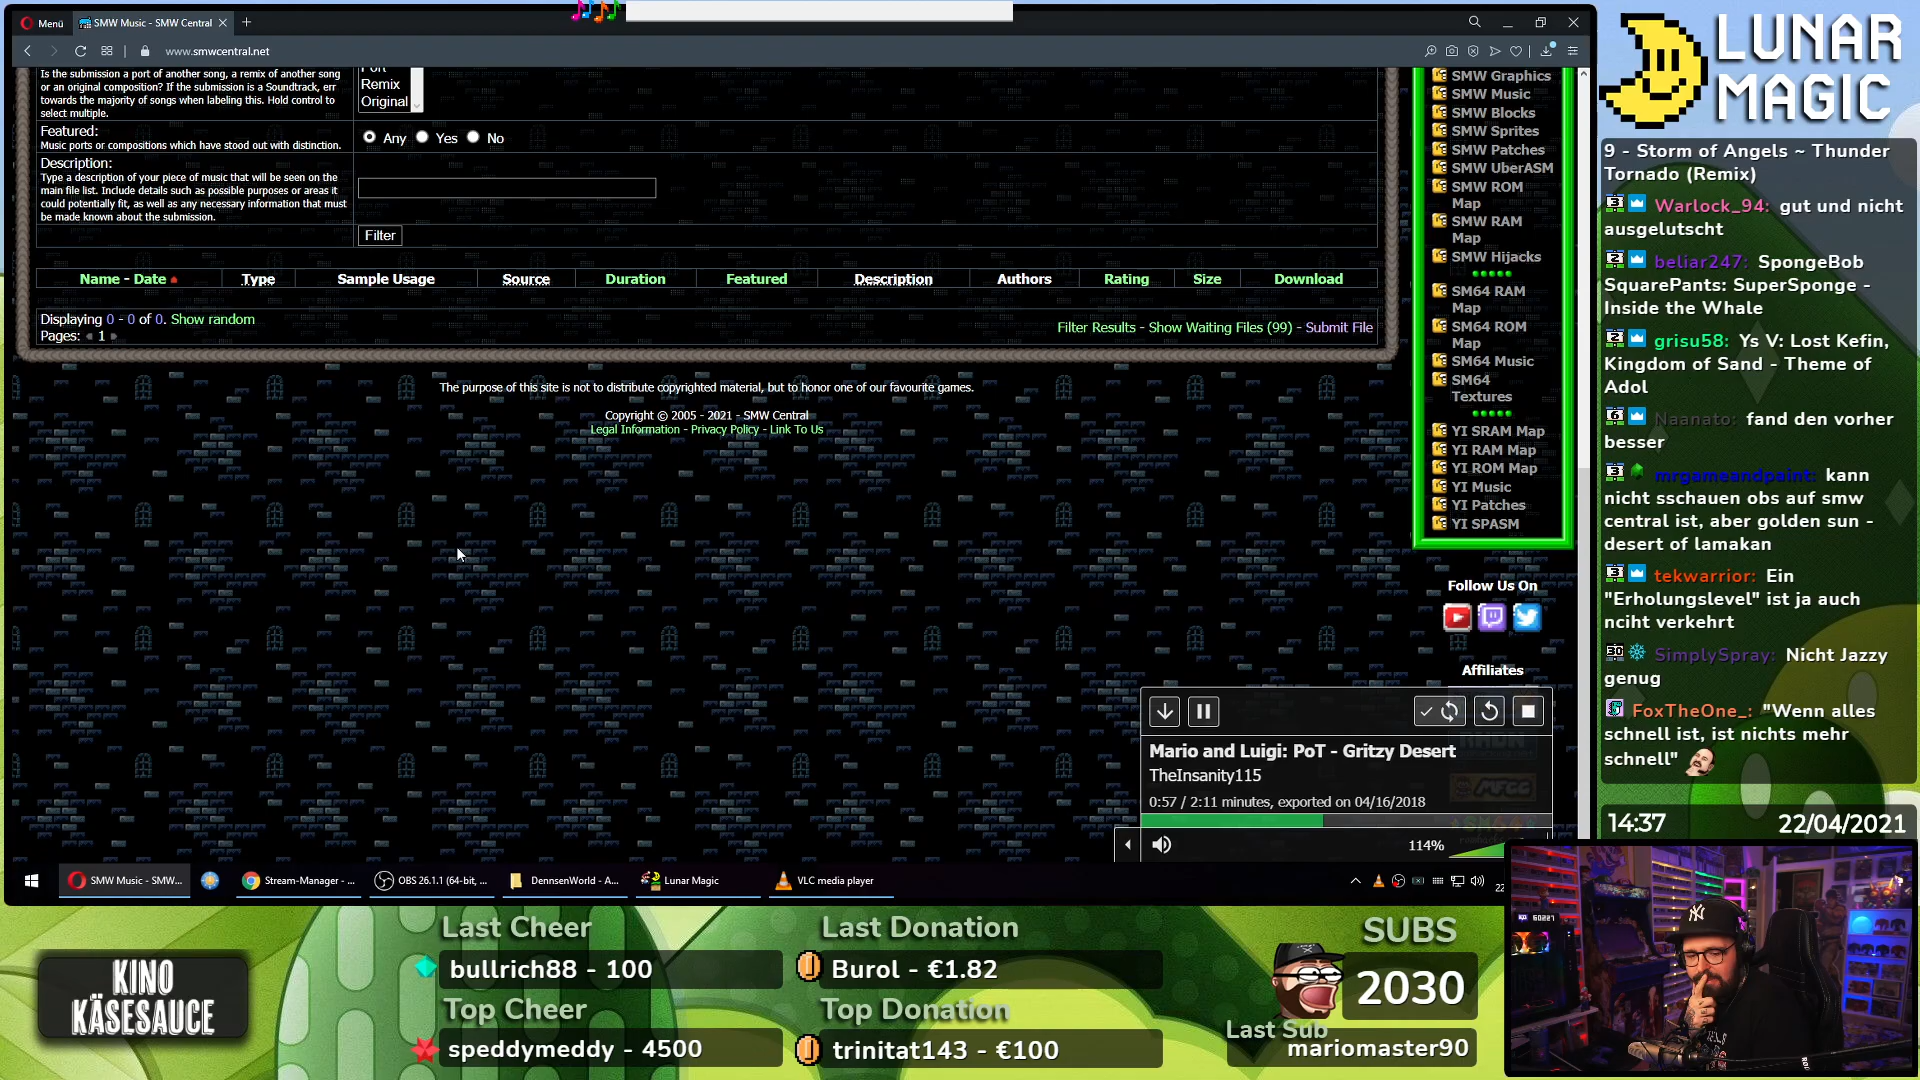 Menü
SMW Music - SMW Central
www.smwcentral.net
Is the submission a port of another song, a remix of another song
or an original composition? If the submission is a Soundtrack, err
towards the majority of songs when labeling this. Hold control to
select multiple.
Port
Remix
Original
Featured:
Music ports or compositions which have stood out with distinction.
Any Yes No
Description:
Type a description of your piece of music that will be seen on the
main file list. Include details such as possible purposes or areas it
could potentially fit, as well as any necessary information that must
be made known about the submission.
Filter
Name - Date Type Sample Usage Source Duration Featured Description Authors Rating Size Download
Displaying 0 - 0 of 0. Show random
Pages: 1
Filter Results - Show Waiting Files (99) - Submit File
The purpose of this site is not to distribute copyrighted material, but to honor one of our favourite games.
Copyright © 2005 - 2021 - SMW Central
Legal Information - Privacy Policy - Link To Us
SMW Graphics
SMW Music
SMW Blocks
SMW Sprites
SMW Patches
SMW UberASM
SMW ROM
Map
SMW RAM
Map
SMW Hijacks
SM64 RAM
Map
SM64 ROM
Map
SM64 Music
SM64
Textures
YI SRAM Map
YI RAM Map
YI ROM Map
YI Music
YI Patches
YI SPASM
Follow Us On
Affiliates
Mario and Luigi: PoT - Gritzy Desert
TheInsanity115
0:57 / 2:11 minutes, exported on 04/16/2018
114%
SMW Music - SMW...
Stream-Manager - ...
OBS 26.1.1 (64-bit, ...
DennsenWorld - A...
Lunar Magic
VLC media player
22
LUNAR
MAGIC
9 - Storm of Angels ~ Thunder
Tornado (Remix)
Warlock_94: gut und nicht
ausgelutscht
beliar247: SpongeBob
SquarePants: SuperSponge -
Inside the Whale
grisu58: Ys V: Lost Kefin,
Kingdom of Sand - Theme of
Adol
Naanato: fand den vorher
besser
mrgameandpaint: kann
nicht sschauen obs auf smw
central ist, aber golden sun -
desert of lamakan
tekwarrior: Ein
"Erholungslevel" ist ja auch
nciht verkehrt
SimplySpray: Nicht Jazzy
genug
FoxTheOne_: "Wenn alles
schnell ist, ist nichts mehr
schnell"
14:37 22/04/2021
KINO
KÄSESAUCE
Last Cheer
bullrich88 - 100
Top Cheer
speddymeddy - 4500
Last Donation
Burol - €1.82
Top Donation
trinitat143 - €100
SUBS
2030
Last Sub
mariomaster90